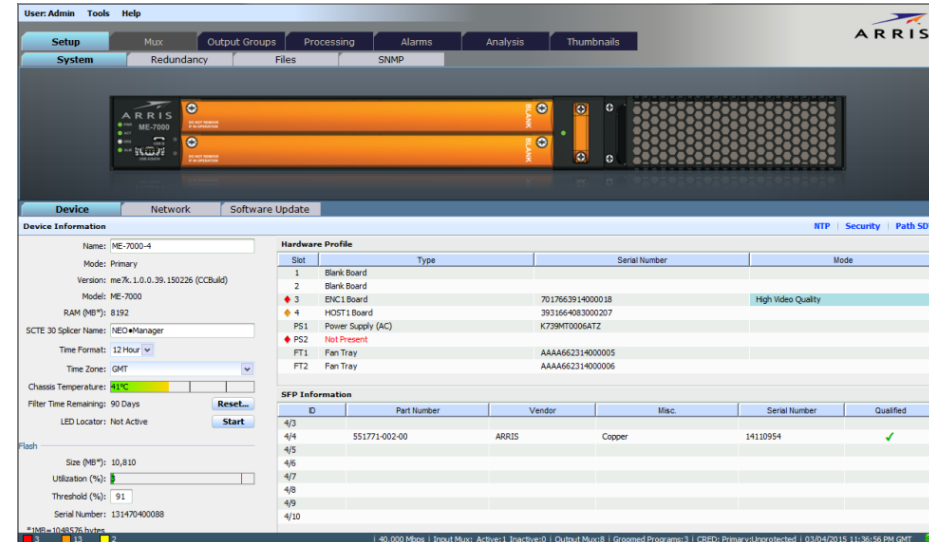 User: Admin Tools Help
ARRIS
Setup Mux Output Groups Processing Alarms Analysis Thumbnails
System Redundancy Files SNMP
ARRIS
ME-7000
BLANK
BLANK
Device Network Software Update
Device Information NTP Security Path SD
Name: ME-7000-4
Mode: Primary
Version: me7k.1.0.0.39.150226 (CCBuild)
Model: ME-7000
RAM (MB*): 8192
SCTE 30 Splicer Name: NEO●Manager
Time Format: 12 Hour
Time Zone: GMT
Chassis Temperature: 41°C
Filter Time Remaining: 90 Days Reset...
LED Locator: Not Active Start
Flash
Size (MB*): 10,810
Utilization (%):
Threshold (%): 91
Serial Number: 131470400088
*1MB=1048576 bytes
Hardware Profile
Slot Type Serial Number Mode
1 Blank Board
2 Blank Board
3 ENC1 Board 7017663914000018 High Video Quality
4 HOST1 Board 3931664083000207
PS1 Power Supply (AC) K739MT0006ATZ
PS2 Not Present
FT1 Fan Tray AAAA662314000005
FT2 Fan Tray AAAA662314000006
SFP Information
ID Part Number Vendor Misc. Serial Number Qualified
4/3
4/4 551771-002-00 ARRIS Copper 14110954 ✓
4/5
4/6
4/7
4/8
4/9
4/10
3 13 2 | 40.000 Mbps | Input Mux: Active:1 Inactive:0 | Output Mux:8 | Groomed Programs:3 | CRED: Primary:Unprotected | 03/04/2015 11:36:56 PM GMT